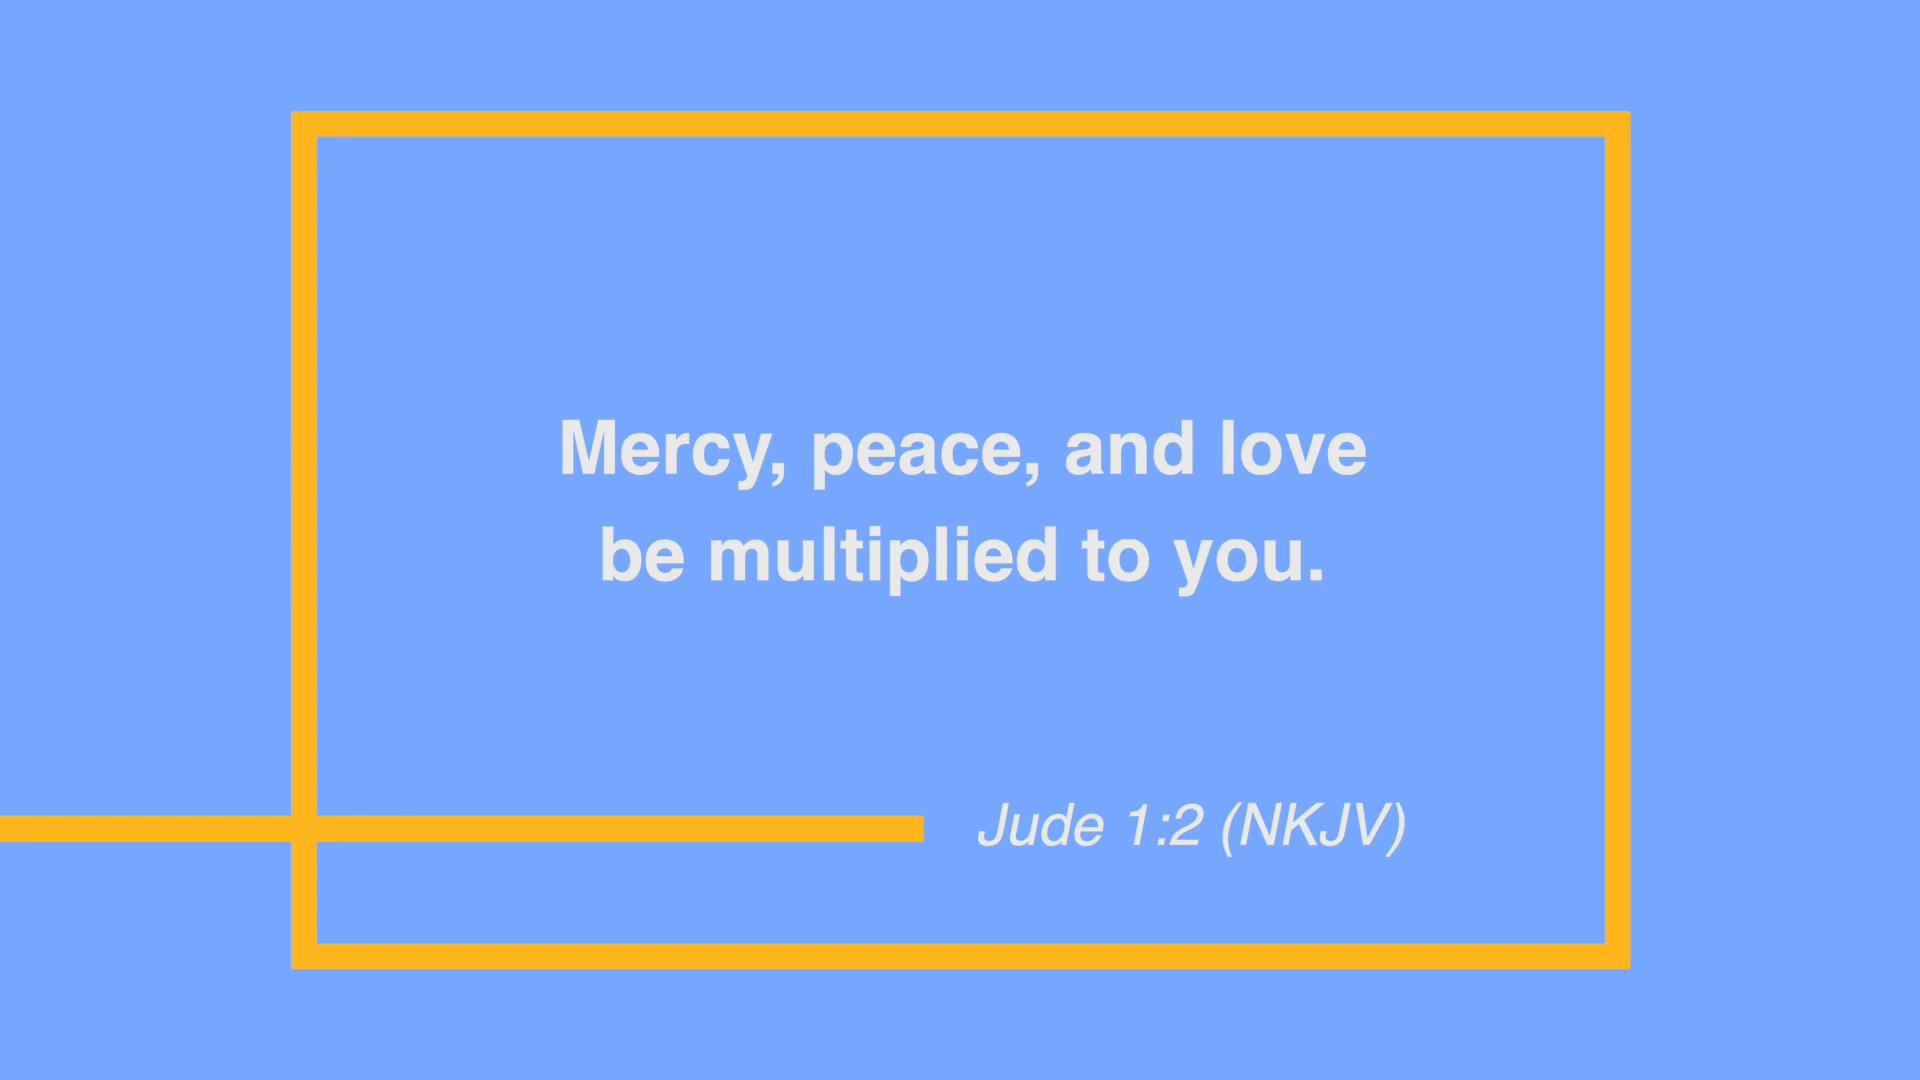 Mercy, peace, and love
be multiplied to you.
Jude 1:2 (NKJV)